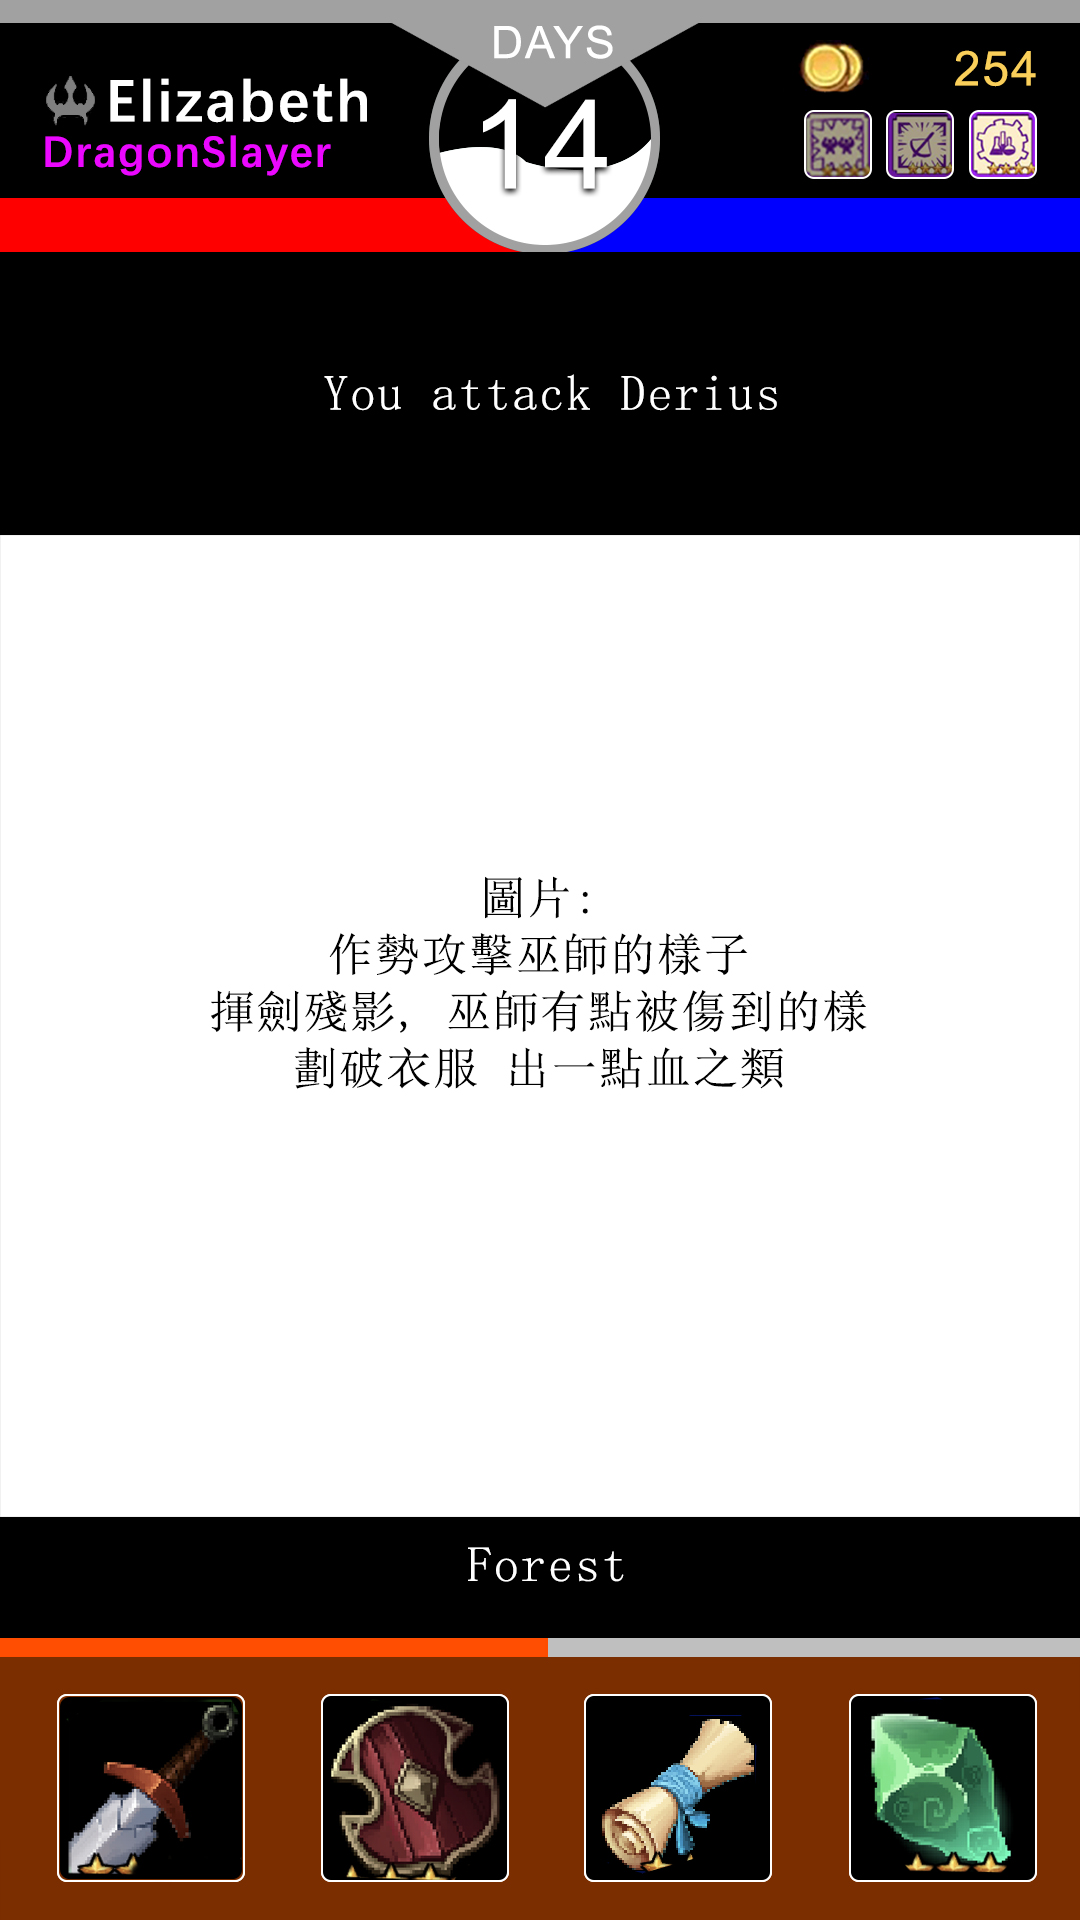 DAYS
14
254
Elizabeth
DragonSlayer
You attack Derius
圖片:
作勢攻擊巫師的樣子
揮劍殘影, 巫師有點被傷到的樣
劃破衣服 出一點血之類
Forest